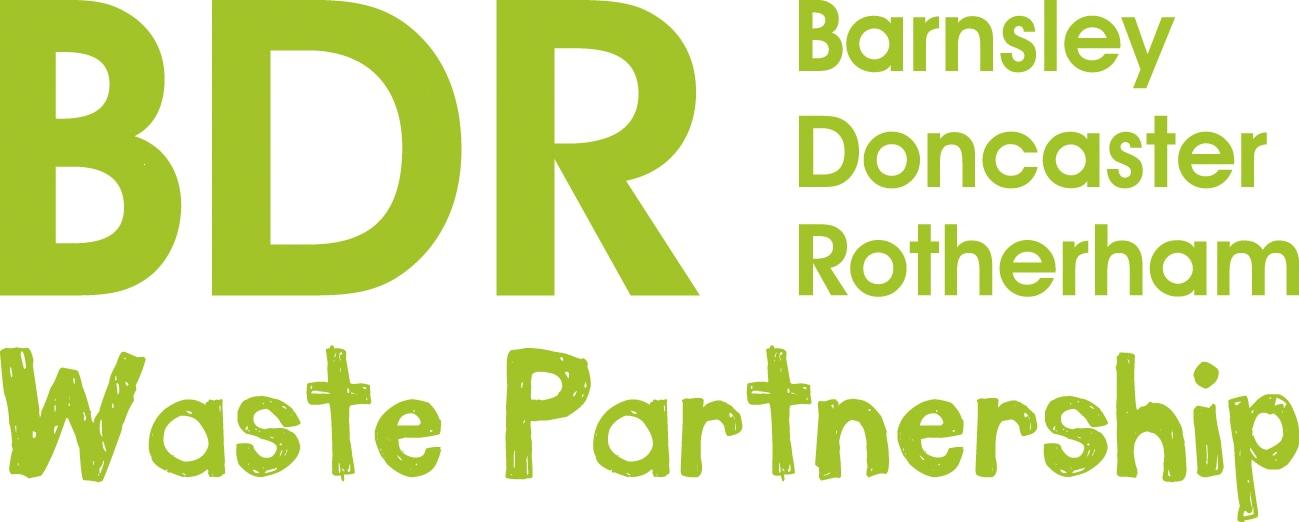 BDR
Barnsley
Doncaster
Rotherham
Waste Partnership